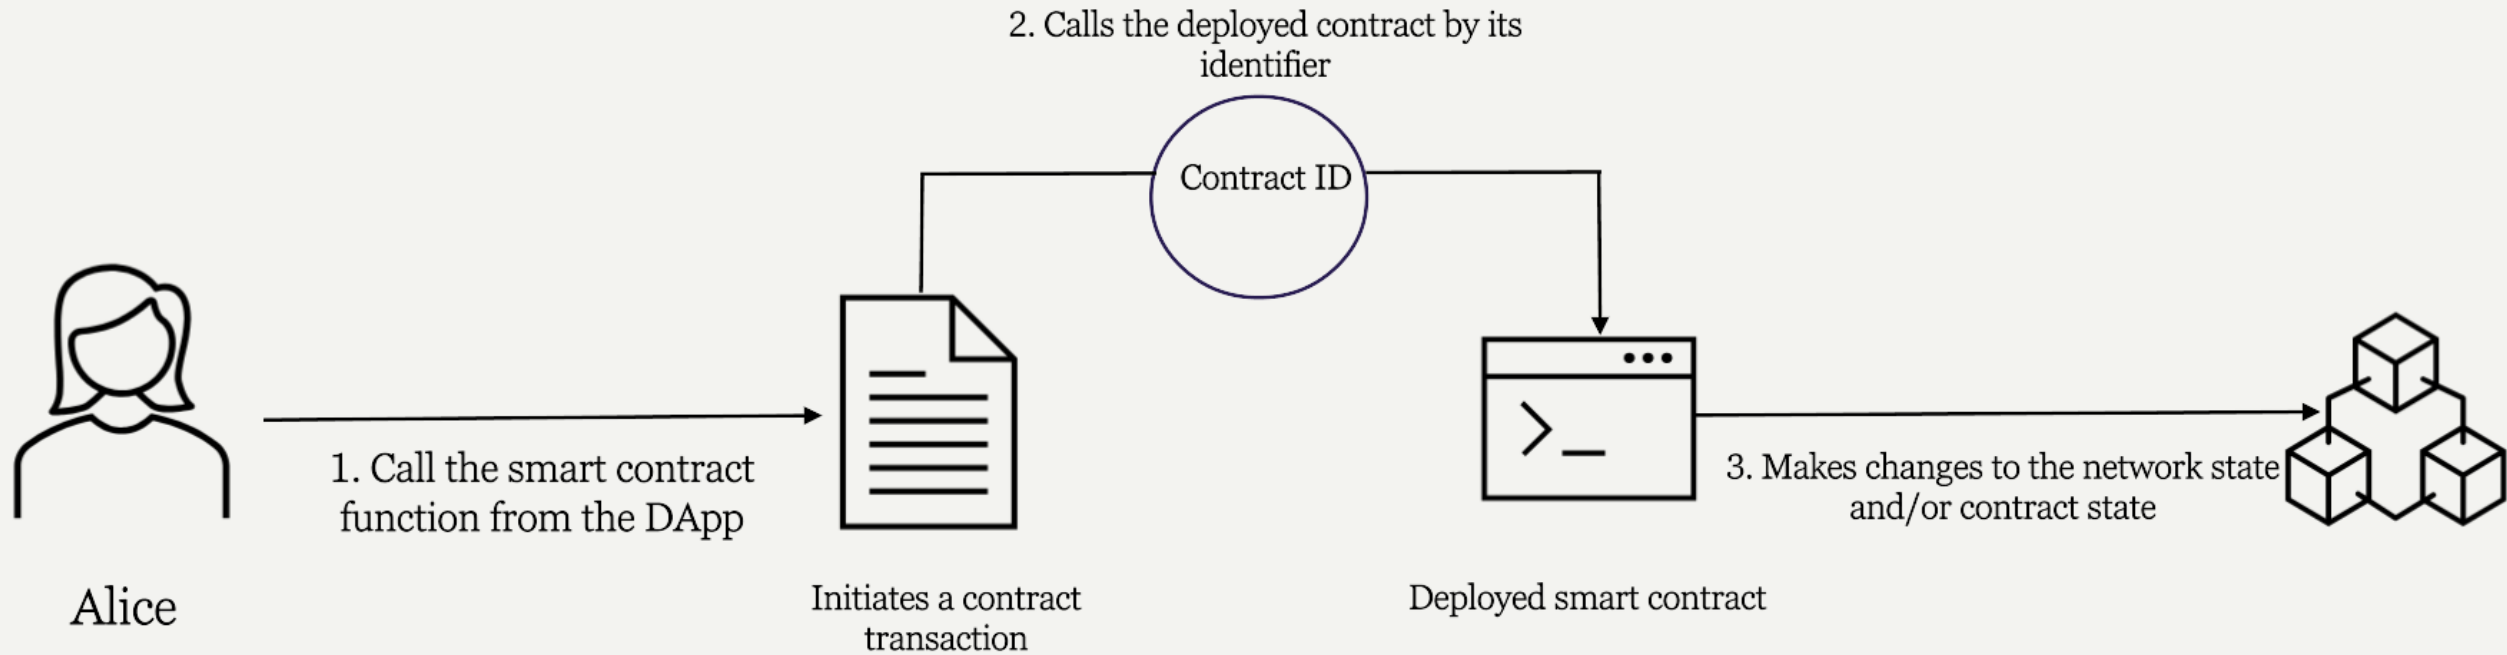 2. Calls the deployed contract by its
identifier
Contract ID
1. Call the smart contract
function from the DApp
3. Makes changes to the network state
and/or contract state
Alice
Initiates a contract
transaction
Deployed smart contract